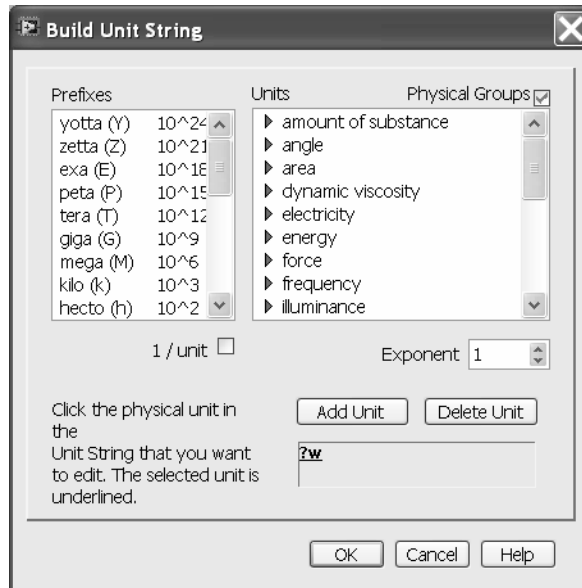 Build Unit String
Prefixes
yotta (Y) 10^24
zetta (Z) 10^21
exa (E) 10^18
peta (P) 10^15
tera (T) 10^12
giga (G) 10^9
mega (M) 10^6
kilo (k) 10^3
hecto (h) 10^2
Units Physical Groups
amount of substance
angle
area
dynamic viscosity
electricity
energy
force
frequency
illuminance
1 / unit
Exponent 1
Click the physical unit in
the
Unit String that you want
to edit. The selected unit is
underlined.
Add Unit Delete Unit
?w
OK Cancel Help